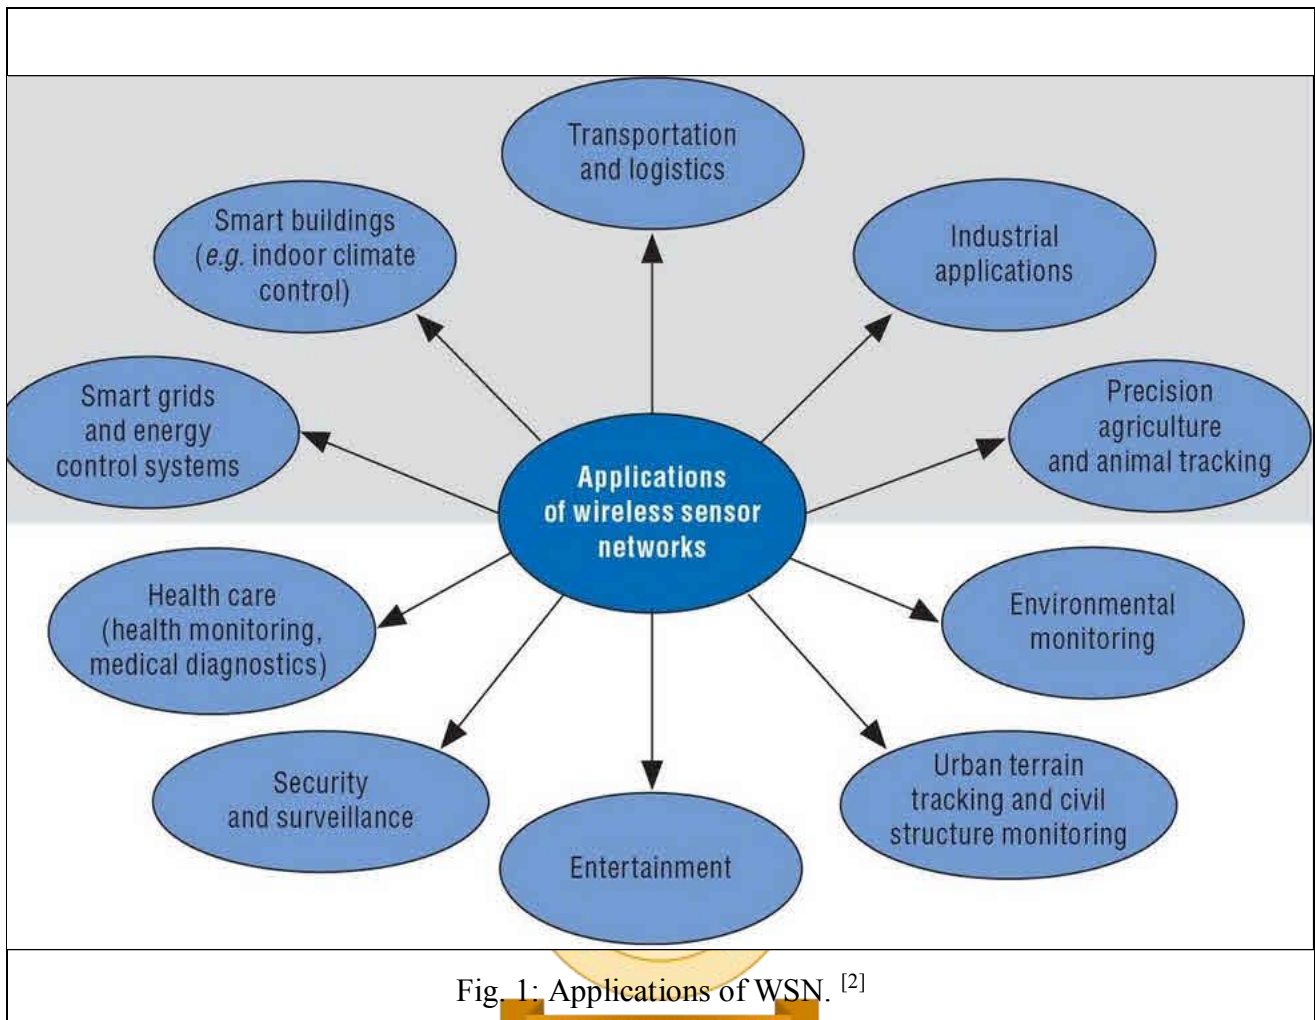 Transportation
and logistics
Smart buildings
(e.g. indoor climate
control)
Industrial
applications
Smart grids
and energy
control systems
Precision
agriculture
and animal tracking
Applications
of wireless sensor
networks
Health care
(health monitoring,
medical diagnostics)
Environmental
monitoring
Security
and surveillance
Urban terrain
tracking and civil
structure monitoring
Entertainment
Fig. 1: Applications of WSN. [2]